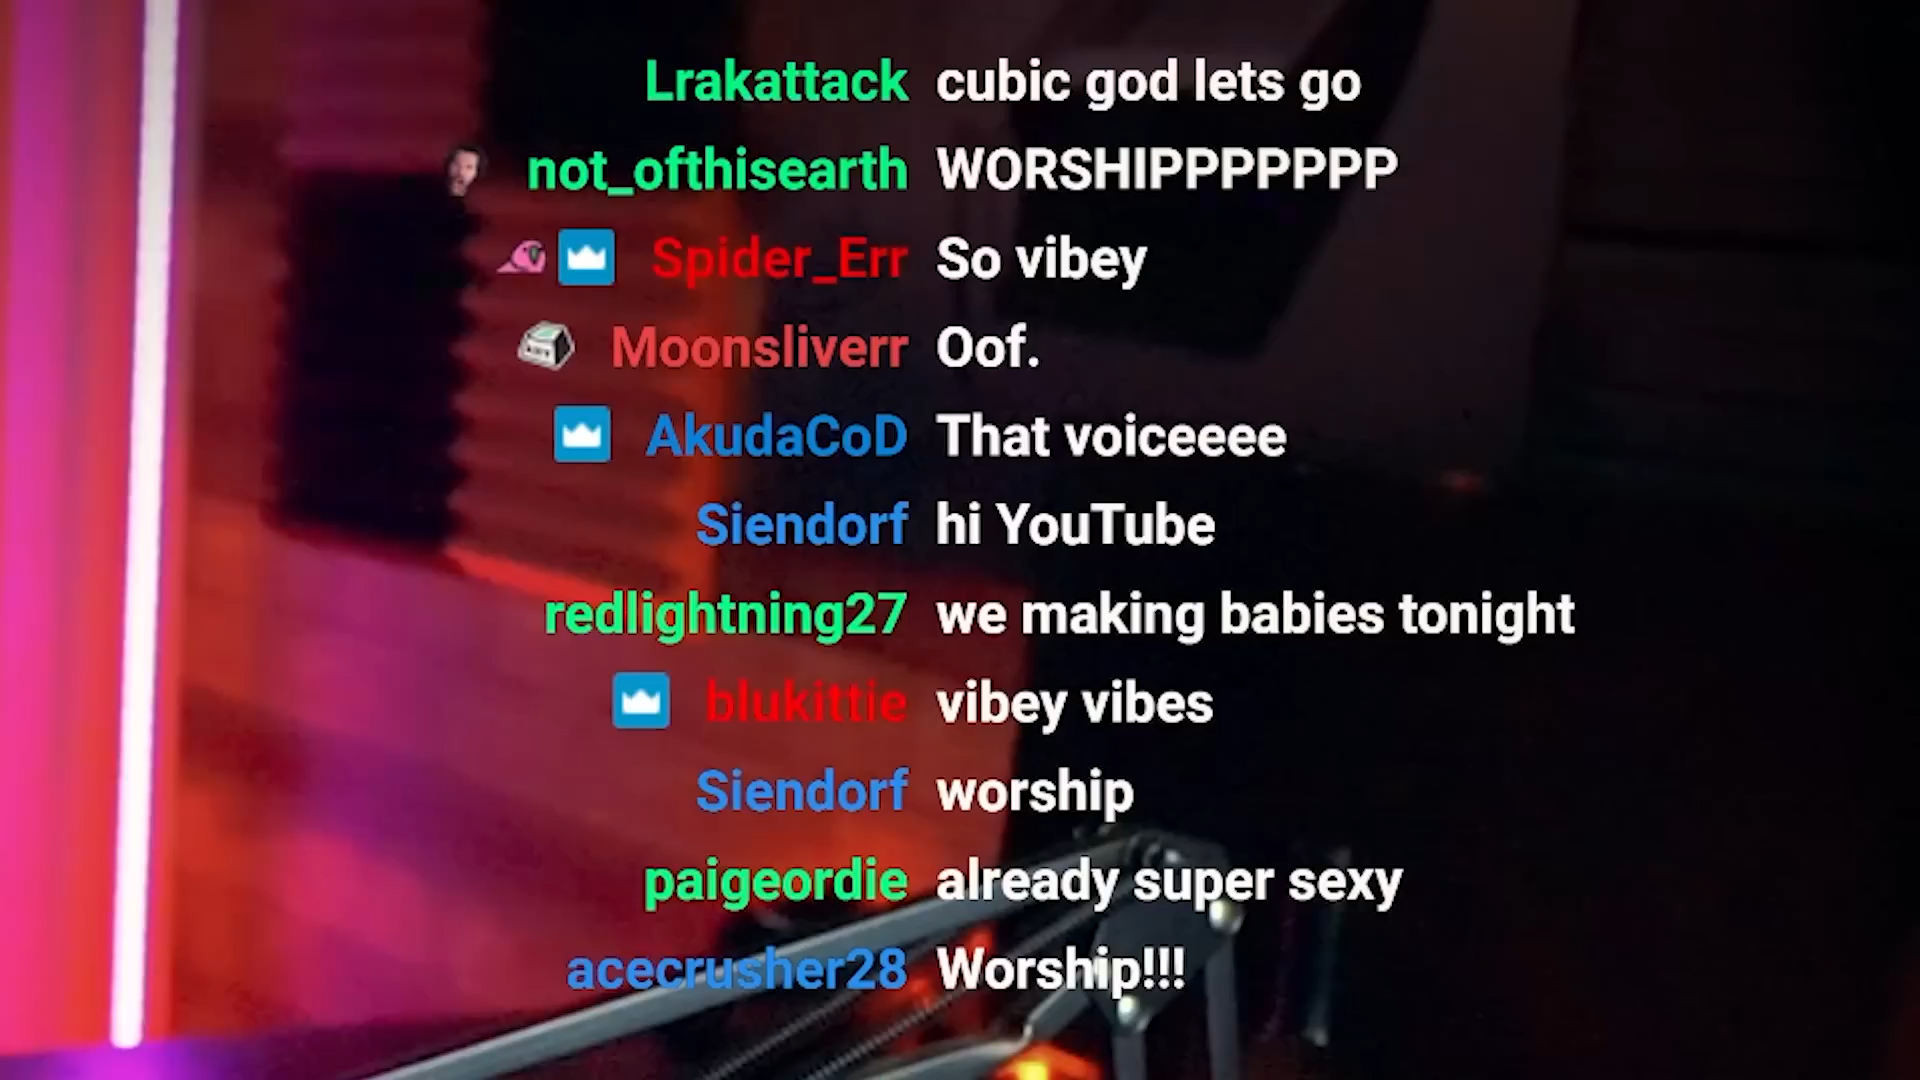 Lrakattack cubic god lets go
not_ofthisearth WORSHIPPPPPPP
Spider_Err So vibey
Moonsliverr Oof.
AkudaCoD That voiceeee
Siendorf hi YouTube
redlightning27 we making babies tonight
blukittie vibey vibes
Siendorf worship
paigeordie already super sexy
acecrusher28 Worship!!!